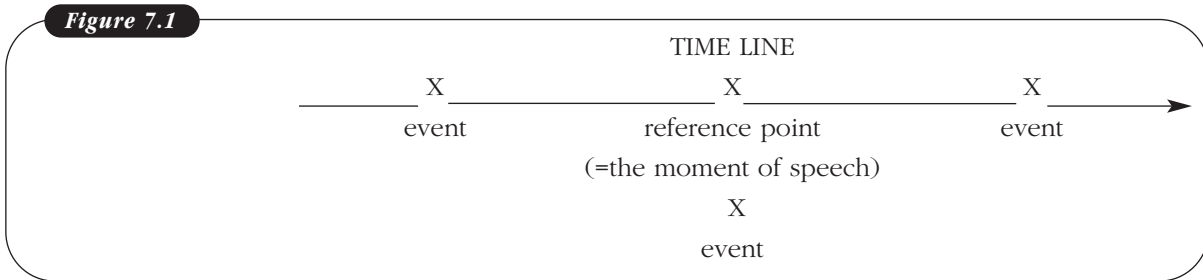 Figure 7.1
TIME LINE
X X X
event reference point event
(=the moment of speech)
X
event